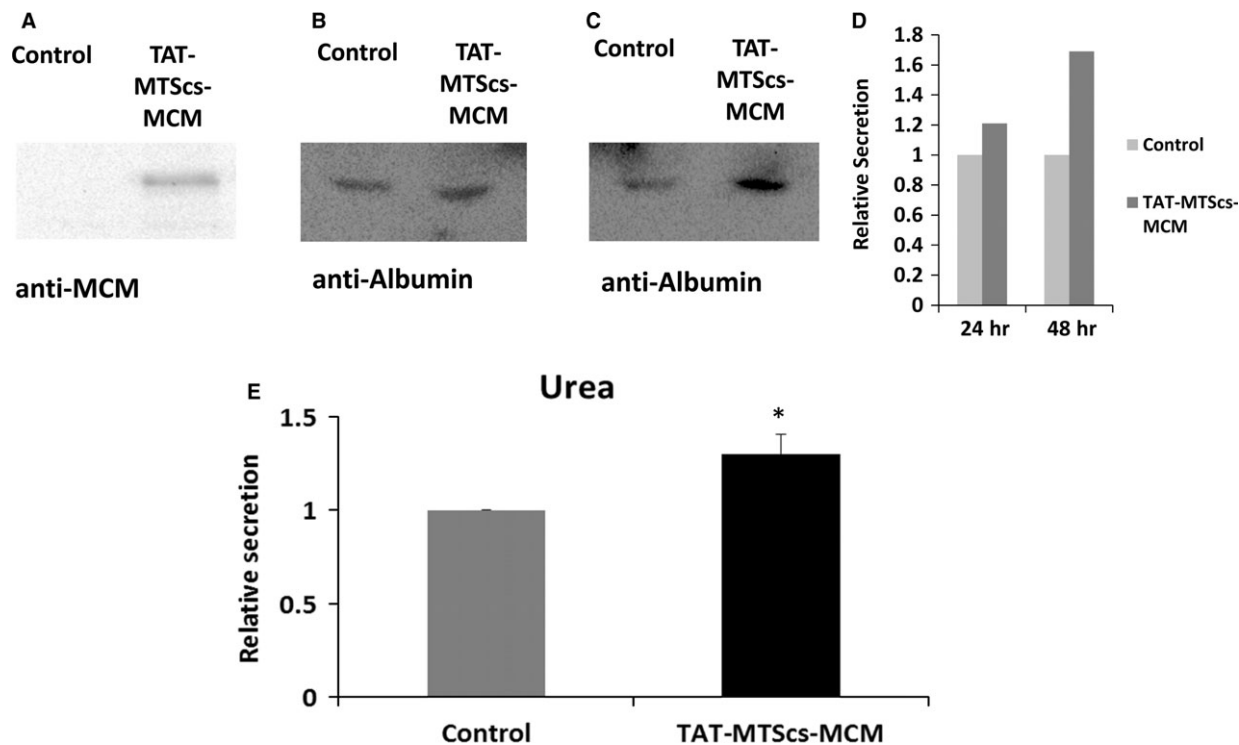 A
Control
TAT-
MTScs-
MCM
anti-MCM
B
Control
TAT-
MTScs-
MCM
anti-Albumin
C
Control
TAT-
MTScs-
MCM
anti-Albumin
D
Relative Secretion
1.8
1.6
1.4
1.2
1
0.8
0.6
0.4
0.2
0
24 hr
48 hr
Control
TAT-MTScs-
MCM
E
Urea
Relative secretion
1.5
1
0.5
0
*
Control
TAT-MTScs-MCM